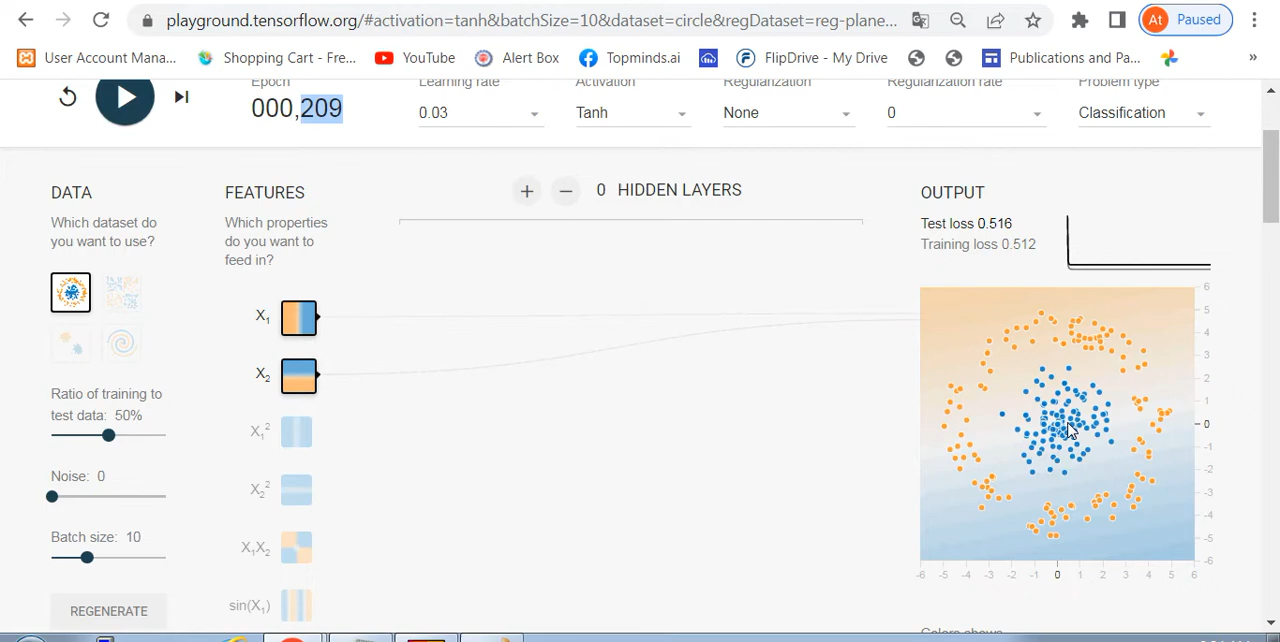 playground.tensorflow.org/#activation=tanh&batchSize=10&dataset=circle&regDataset=reg-plane...
At Paused
User Account Mana...
Shopping Cart - Fre...
YouTube
Alert Box
Topminds.ai
FlipDrive - My Drive
Publications and Pa...
»
Epoch
Learning rate
Activation
Regularization
Regularization rate
Problem type
000,209
0.03
Tanh
None
0
Classification
DATA
Which dataset do
you want to use?
Ratio of training to
test data: 50%
Noise: 0
Batch size: 10
REGENERATE
FEATURES
Which properties
do you want to
feed in?
X₁
X₂
X₁²
X₂²
X₁X₂
sin(X₁)
+ − 0 HIDDEN LAYERS
OUTPUT
Test loss 0.516
Training loss 0.512
6
5
4
3
2
1
0
-1
-2
-3
-4
-5
-6
-6 -5 -4 -3 -2 -1 0 1 2 3 4 5 6